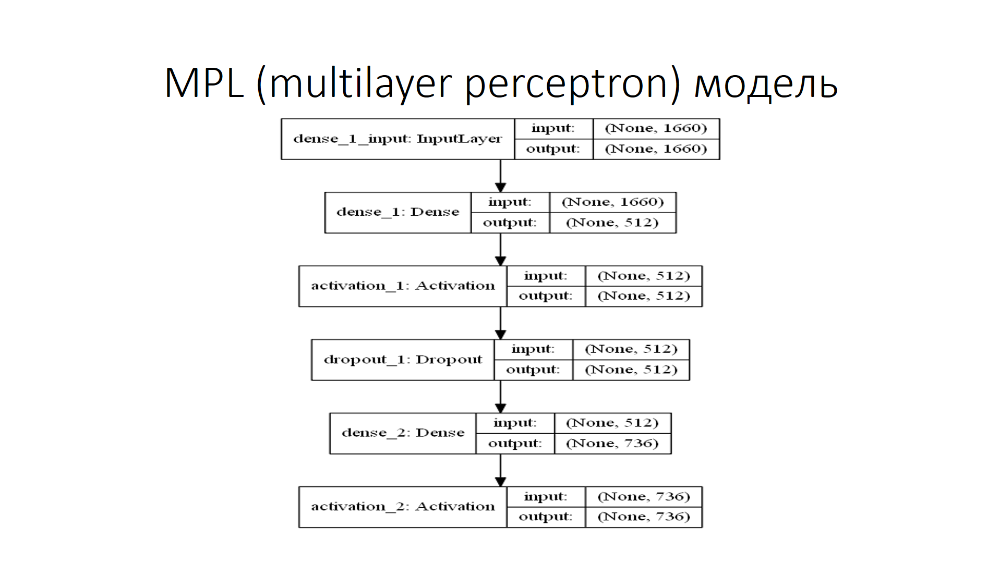 MPL (multilayer perceptron) модель
dense_1_input: InputLayer
input: (None, 1660)
output: (None, 1660)
dense_1: Dense
input: (None, 1660)
output: (None, 512)
activation_1: Activation
input: (None, 512)
output: (None, 512)
dropout_1: Dropout
input: (None, 512)
output: (None, 512)
dense_2: Dense
input: (None, 512)
output: (None, 736)
activation_2: Activation
input: (None, 736)
output: (None, 736)